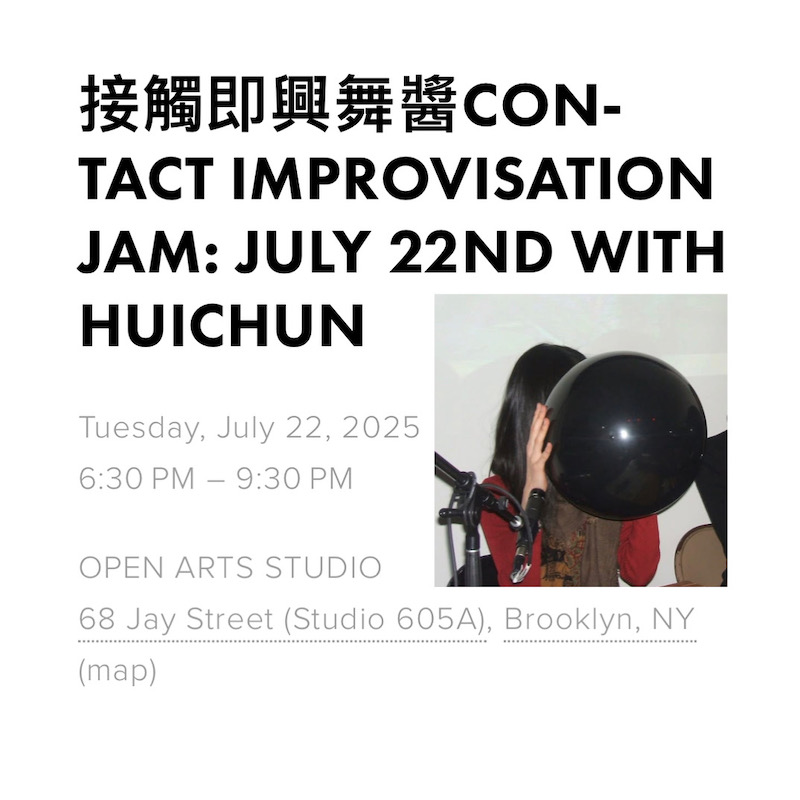 接觸即興舞醬CON-
TACT IMPROVISATION
JAM: JULY 22ND WITH
HUICHUN
Tuesday, July 22, 2025
6:30 PM – 9:30 PM
OPEN ARTS STUDIO
68 Jay Street (Studio 605A), Brooklyn, NY
(map)